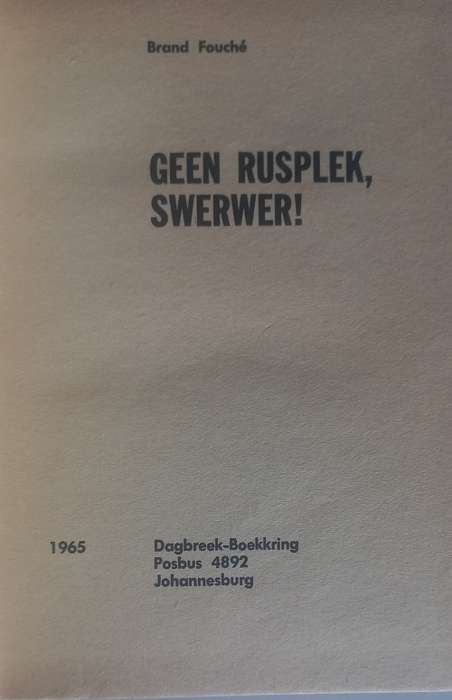 Brand Fouché
GEEN RUSPLEK,
SWERWER!
1965
Dagbreek-Boekkring
Posbus 4892
Johannesburg